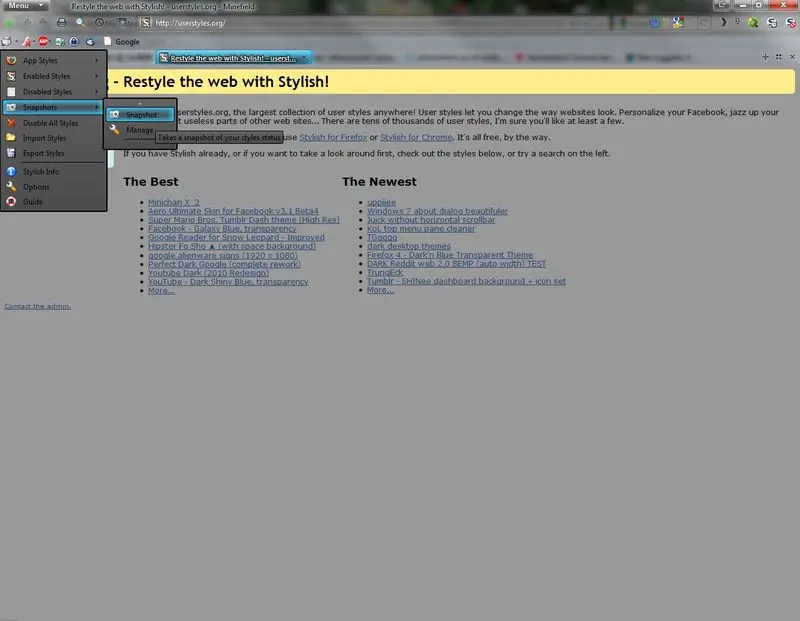 Menu
Restyle the web with Stylish! - userstyles.org/ - Minefield
http://userstyles.org/
Google
Restyle the web with Stylish! - userst...
App Styles
Enabled Styles
Disabled Styles
Snapshots
Disable All Styles
Import Styles
Export Styles
Stylish Info
Options
Guide
Snapshot
Manage
Takes a snapshot of your styles status
- Restyle the web with Stylish!
serstyles.org, the largest collection of user styles anywhere! User styles let you change the way websites look. Personalize your Facebook, jazz up your
t useless parts of other web sites... There are tens of thousands of user styles, I'm sure you'll like at least a few.
use Stylish for Firefox or Stylish for Chrome. It's all free, by the way.
If you have Stylish already, or if you want to take a look around first, check out the styles below, or try a search on the left.
The Best
Minichan X 2
Aero Ultimate Skin for Facebook v3.1 Beta4
Super Mario Bros. Tumblr Dash theme (High Res)
Facebook - Galaxy Blue, transparency
Google Reader for Snow Leopard - Improved
Hipster Fo Sho ▲ (with space background)
google alienware signs (1920 x 1080)
Perfect Dark Google (complete rework)
Youtube Dark (2010 Redesign)
YouTube - Dark Shiny Blue, transparency
More...
The Newest
uppjiee
Windows 7 about dialog beautifuler
Juick without horizontal scrollbar
KoL top menu pane cleaner
TGgggg
dark desktop themes
Firefox 4 - Dark'n Blue Transparent Theme
DARK Reddit web 2.0 BEMP (auto width) TEST
TrungEck
Tumblr - SHINee dashboard background + icon set
More...
Contact the admin.